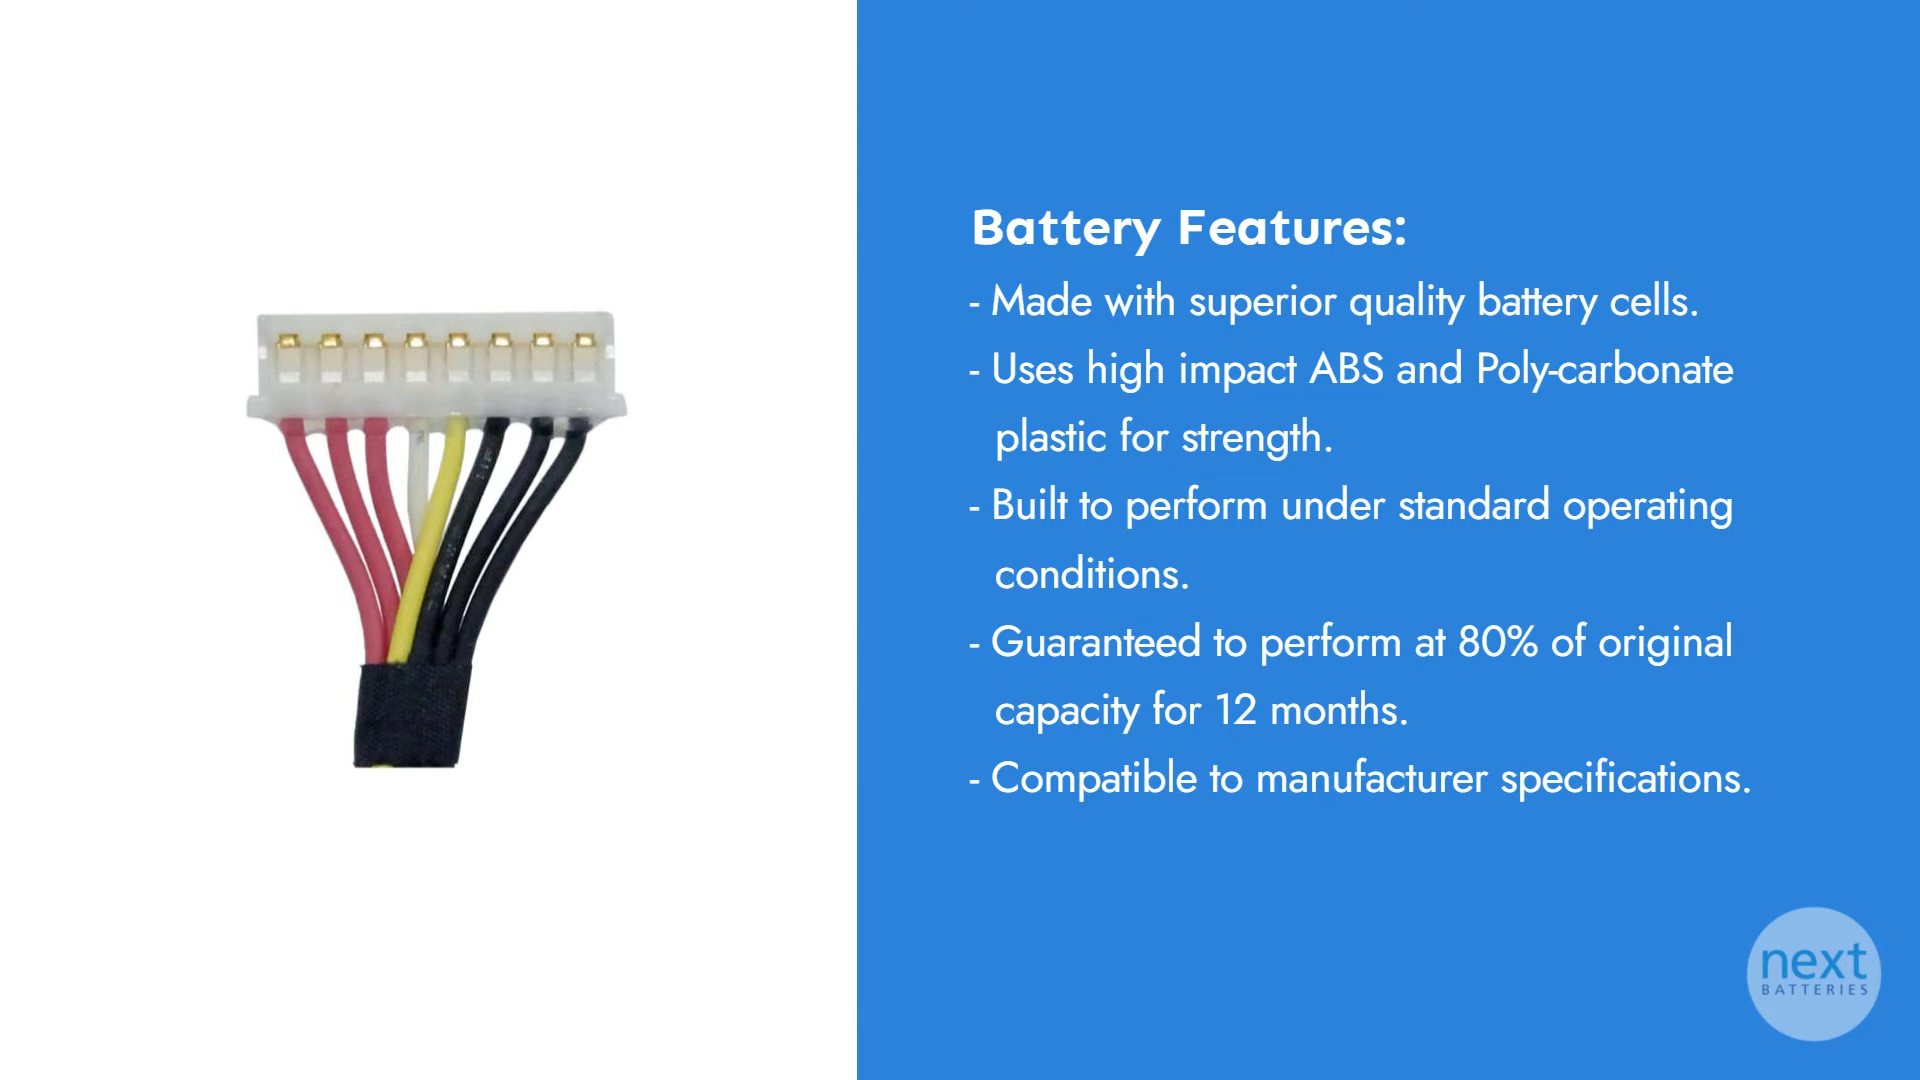 Battery Features:
- Made with superior quality battery cells.
- Uses high impact ABS and Poly-carbonate
plastic for strength.
- Built to perform under standard operating
conditions.
- Guaranteed to perform at 80% of original
capacity for 12 months.
- Compatible to manufacturer specifications.
next
BATTERIES